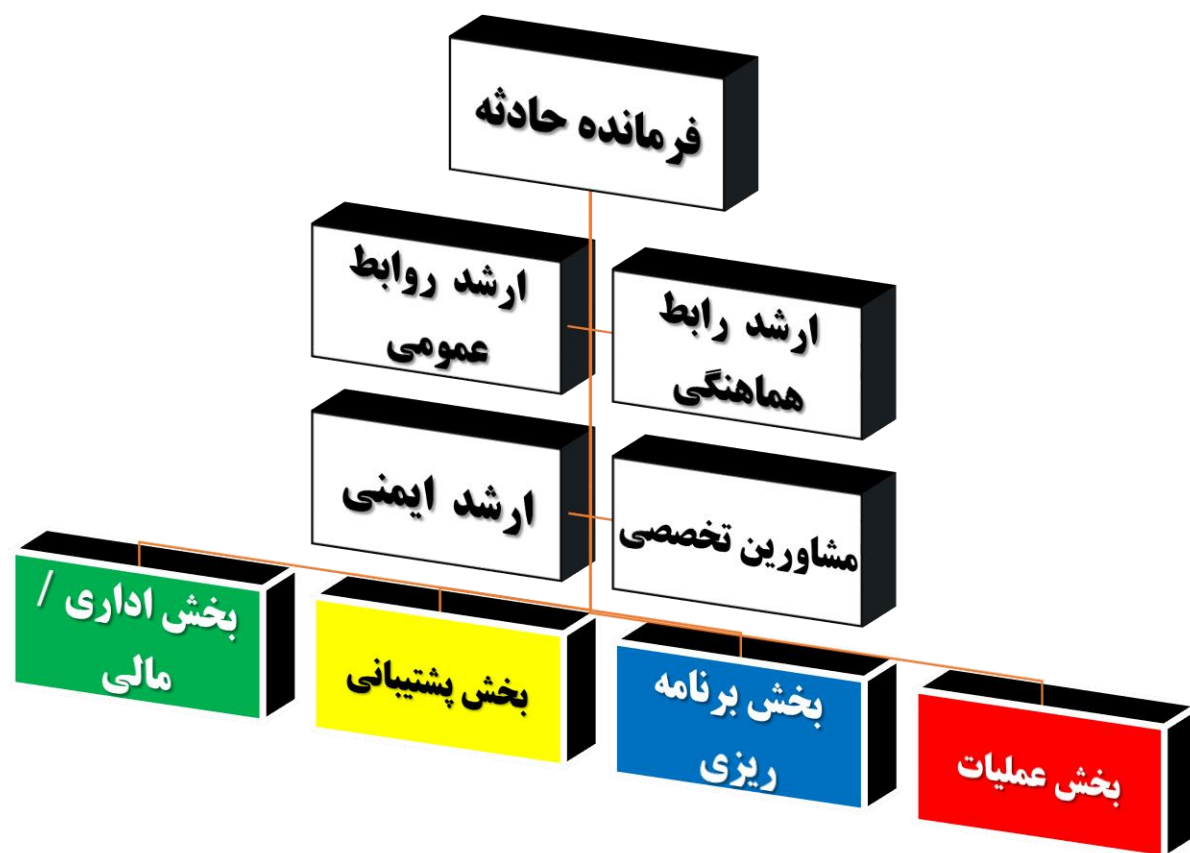 فرمانده حادثه
ارشد روابط
عمومی
ارشد رابط
هماهنگی
ارشد ایمنی
مشاورین تخصصی
بخش اداری /
مالی
بخش پشتیبانی
بخش برنامه
ریزی
بخش عملیات